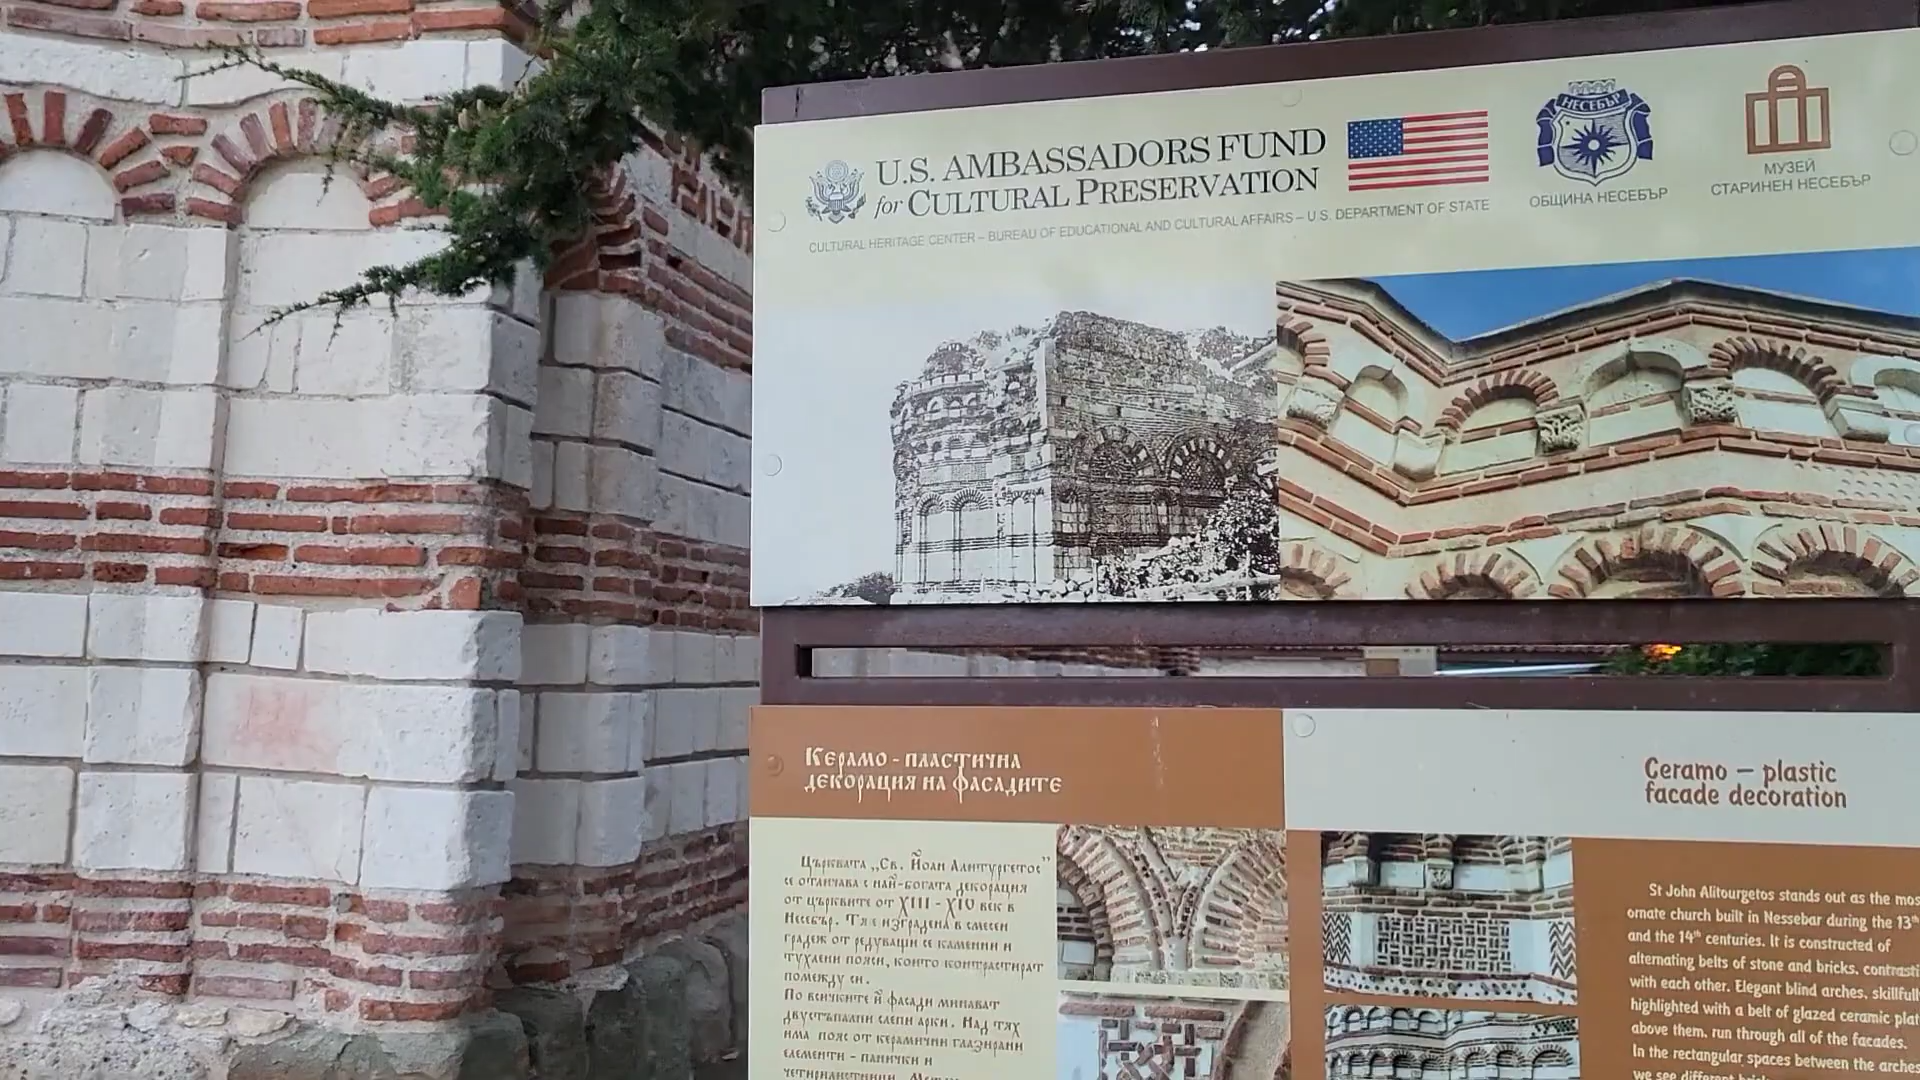 U.S. AMBASSADORS FUND
for CULTURAL PRESERVATION
CULTURAL HERITAGE CENTER – BUREAU OF EDUCATIONAL AND CULTURAL AFFAIRS – U.S. DEPARTMENT OF STATE
НЕСЕБЪР
ОБЩИНА НЕСЕБЪР
МУЗЕЙ
СТАРИНЕН НЕСЕБЪР
Керамо - пластична
декорация на фасадите
Църквата „Св. Йоан Алитургетос”
се отличава с най-богата декорация
от църквите от XIII - XIV век в
Несебър. Тя е изградена в смесен
градеж от редуващи се каменни и
тухлени пояси, които контрастират
помежду си.
По всичките й фасади минават
двустъпални слепи арки. Над тях
има пояс от керамични глазирани
елементи - панички и
четирилистници.
Ceramo – plastic
facade decoration
St John Alitourgetos stands out as the mos
ornate church built in Nessebar during the 13th
and the 14th centuries. It is constructed of
alternating belts of stone and bricks, contrasti
with each other. Elegant blind arches, skillfull
highlighted with a belt of glazed ceramic plat
above them, run through all of the facades.
In the rectangular spaces between the arches
we see different